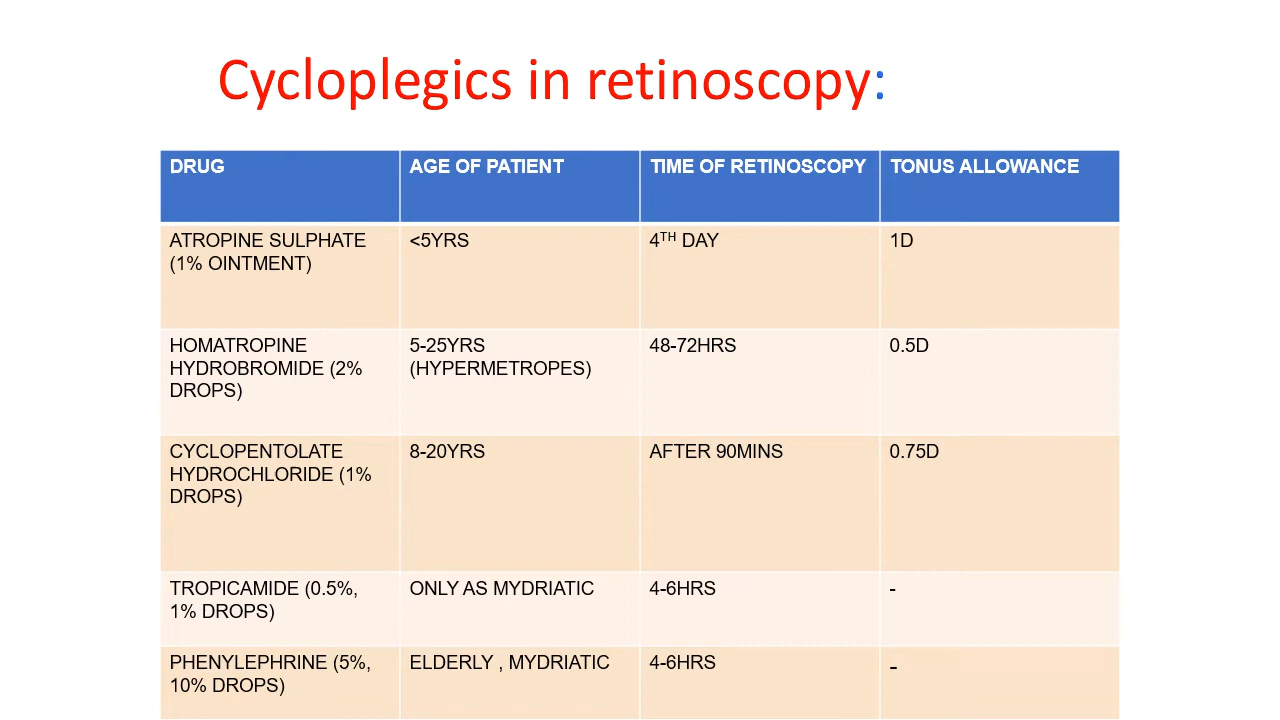 Cycloplegics in retinoscopy:
DRUG AGE OF PATIENT TIME OF RETINOSCOPY TONUS ALLOWANCE
ATROPINE SULPHATE <5YRS 4TH DAY 1D
(1% OINTMENT)
HOMATROPINE 5-25YRS 48-72HRS 0.5D
HYDROBROMIDE (2% (HYPERMETROPES)
DROPS)
CYCLOPENTOLATE 8-20YRS AFTER 90MINS 0.75D
HYDROCHLORIDE (1%
DROPS)
TROPICAMIDE (0.5%, ONLY AS MYDRIATIC 4-6HRS -
1% DROPS)
PHENYLEPHRINE (5%, ELDERLY , MYDRIATIC 4-6HRS -
10% DROPS)